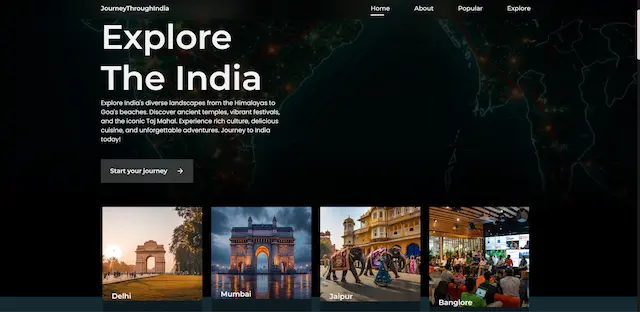 JourneyThroughIndia
Home
About
Popular
Explore
Explore
The India
Explore India's diverse landscapes from the Himalayas to
Goa's beaches. Discover ancient temples, vibrant festivals,
and the iconic Taj Mahal. Experience rich culture, delicious
cuisine, and unforgettable adventures. Journey to India
today!
Start your journey
Delhi
Mumbai
Jaipur
Banglore